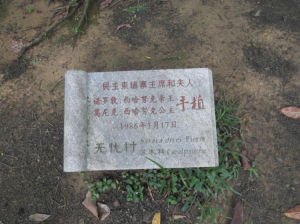 民主柬埔寨主席和夫人
诺罗敦·西哈努克亲王
莫尼克·西哈努克公主
手植
1986年1月17日
无忧树
Saraca divers Pierre